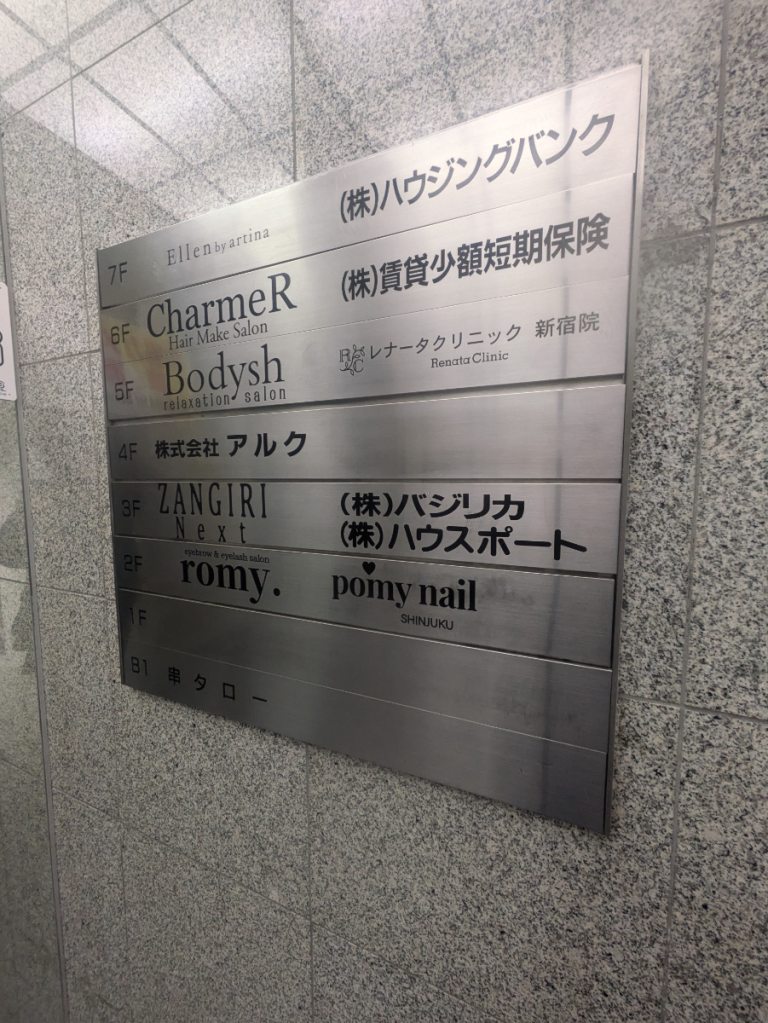 7F Ellen by artina (株)ハウジングバンク
6F CharmeR (株)賃貸少額短期保険
Hair Make Salon
5F Bodysh レナータクリニック 新宿院
relaxation salon Renata Clinic
4F 株式会社 アルク
3F ZANGIRI (株)バジリカ
Next (株)ハウスポート
eyebrow & eyelash salon
2F romy. pomy nail
SHINJUKU
1F
B1 串タロー